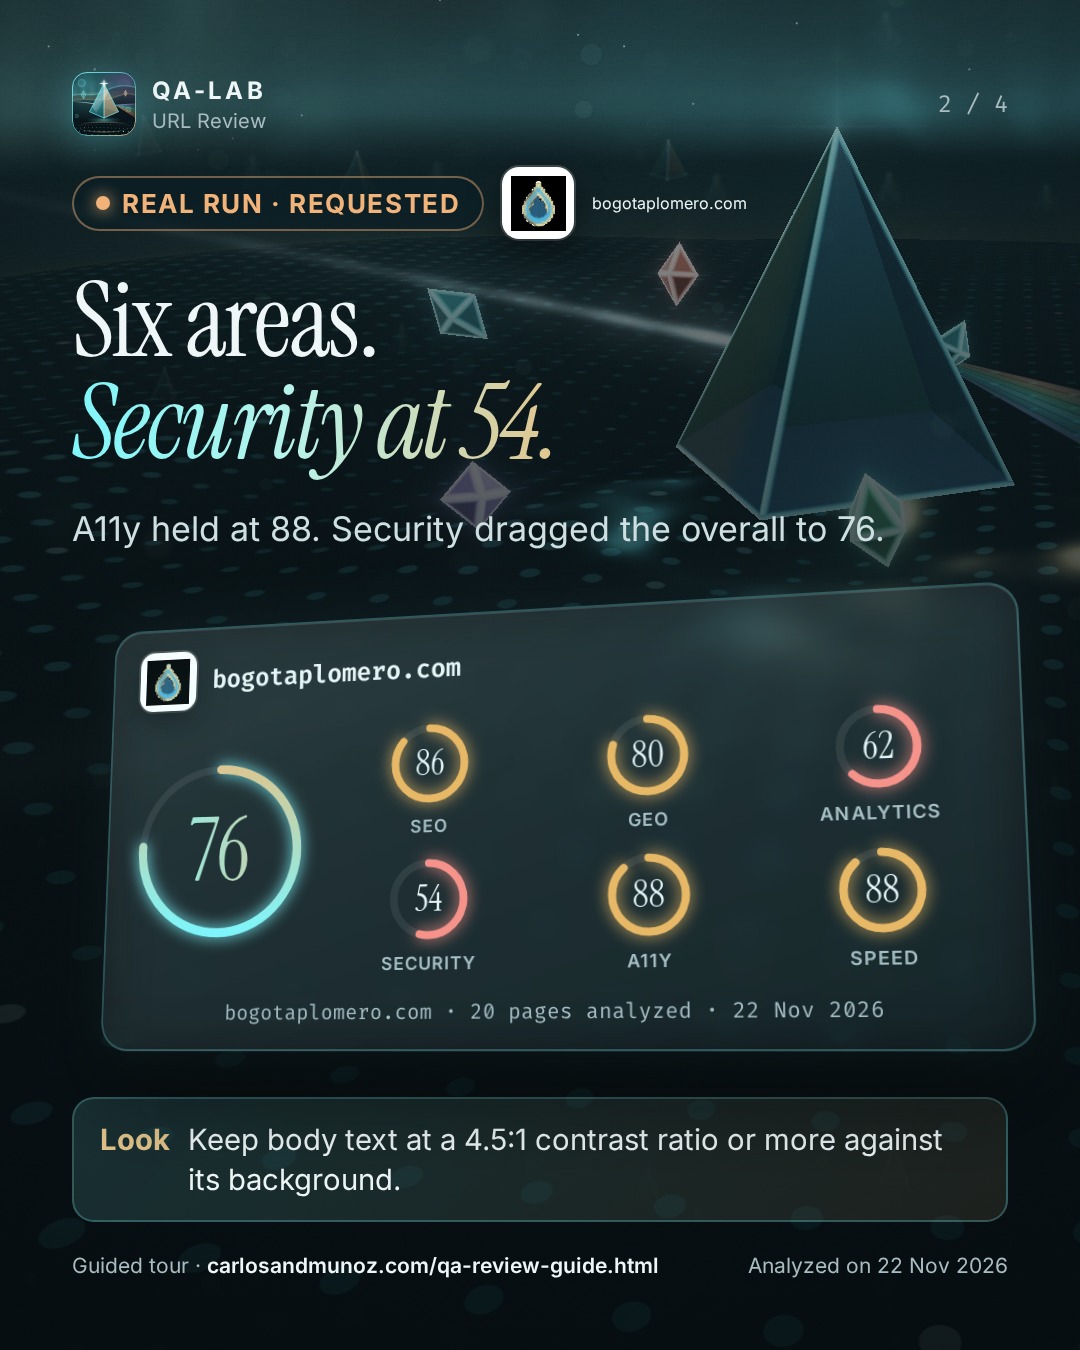 QA-LAB
URL Review
2 / 4
REAL RUN · REQUESTED
bogotaplomero.com
Six areas.
Security at 54.
A11y held at 88. Security dragged the overall to 76.
bogotaplomero.com
76
86
SEO
80
GEO
62
ANALYTICS
54
SECURITY
88
A11Y
88
SPEED
bogotaplomero.com · 20 pages analyzed · 22 Nov 2026
Look Keep body text at a 4.5:1 contrast ratio or more against
its background.
Guided tour · carlosandmunoz.com/qa-review-guide.html
Analyzed on 22 Nov 2026